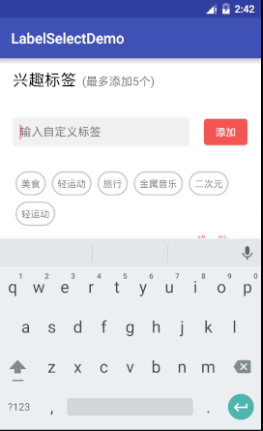 2:42
LabelSelectDemo
兴趣标签 (最多添加5个)
输入自定义标签 添加
美食 轻运动 旅行 金属音乐 二次元
轻运动
1 2 3 4 5 6 7 8 9 0
q w e r t y u i o p
a s d f g h j k l
z x c v b n m
?123 , .